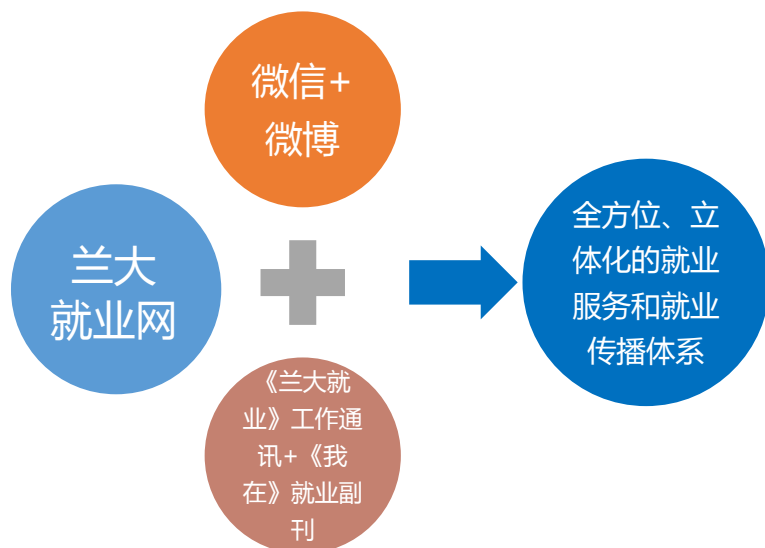 微信+
微博
兰大
就业网
《兰大就
业》工作通
讯+《我
在》就业副
刊
全方位、立
体化的就业
服务和就业
传播体系